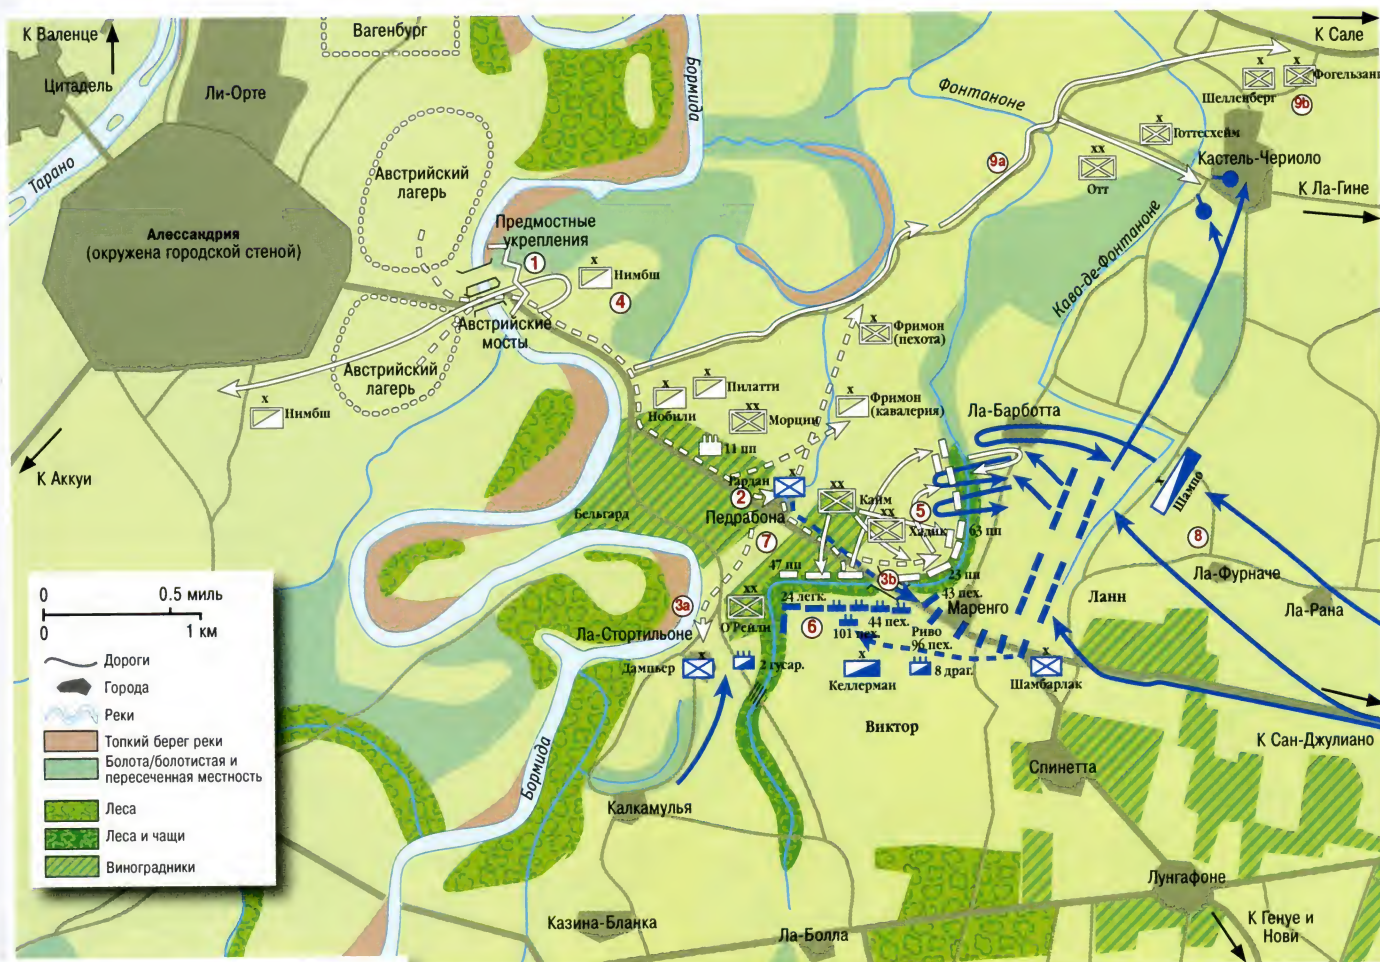 К Валенце
Цитадель
Ли-Орте
Вагенбург
Бормида
К Сале
Фогельзанг
Шелленберг
9b
Фонтаноне
Готтесхейм
Кастель-Чериоло
Отт
9a
К Ла-Гине
Тарано
Австрийский
лагерь
Алессандрия
(окружена городской стеной)
Предмостные
укрепления
1
Нимбш
4
Каво-де-Фонтаноне
Австрийские
мосты
Австрийский
лагерь
Нимбш
Фримон
(пехота)
Пилатти
Нобили
Морцин
Фримон
(кавалерия)
Ла-Барботта
11 пп
К Аккуи
Гардан
2
Педрабона
Кайм
Хадик
5
63 пп
Шампо
8
Бельгард
7
47 пп
3b
23 пп
43 пех.
Маренго
Ланн
Ла-Фурначе
Ла-Рана
24 легк.
3a
О'Рейли
6
44 пех.
101 пех.
Риво
96 пех.
Ла-Стортильоне
Дампьер
2 гусар.
Келлерман
8 драг.
Шамбарлак
Виктор
К Сан-Джулиано
Спинетта
Бормида
Калкамулья
Лунгафоне
Казина-Бланка
Ла-Болла
К Генуе и
Нови
0 0.5 миль
0 1 км
Дороги
Города
Реки
Топкий берег реки
Болота/болотистая и
пересеченная местность
Леса
Леса и чащи
Виноградники